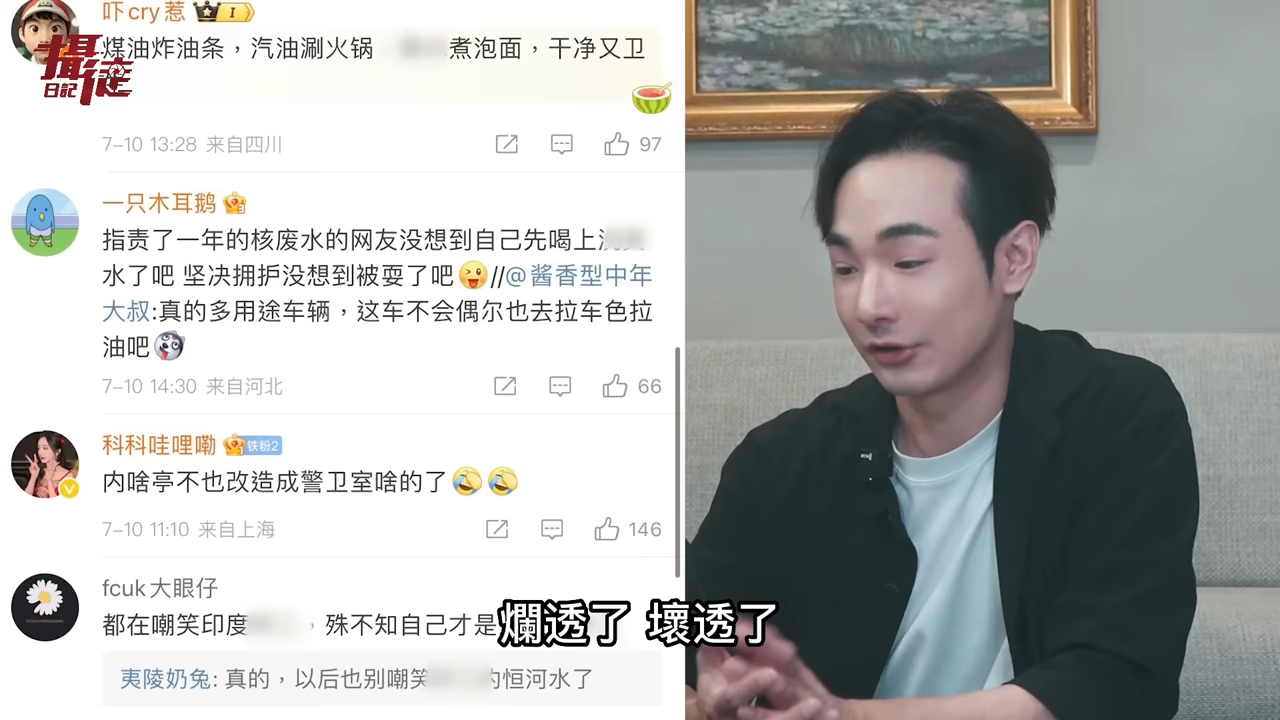 吓cry惹
I
煤油炸油条，汽油涮火锅 煮泡面，干净又卫
攝徒
日記
7-10 13:28 来自四川
97
一只木耳鹅
指责了一年的核废水的网友没想到自己先喝上
水了吧 坚决拥护没想到被耍了吧//@酱香型中年
大叔:真的多用途车辆，这车不会偶尔也去拉车色拉
油吧
7-10 14:30 来自河北
66
科科哇哩嘞
铁粉2
内啥亭不也改造成警卫室啥的了
7-10 11:10 来自上海
146
fcuk大眼仔
都在嘲笑印度 ，殊不知自己才是
爛透了 壞透了
夷陵奶兔: 真的，以后也别嘲笑 的恒河水了